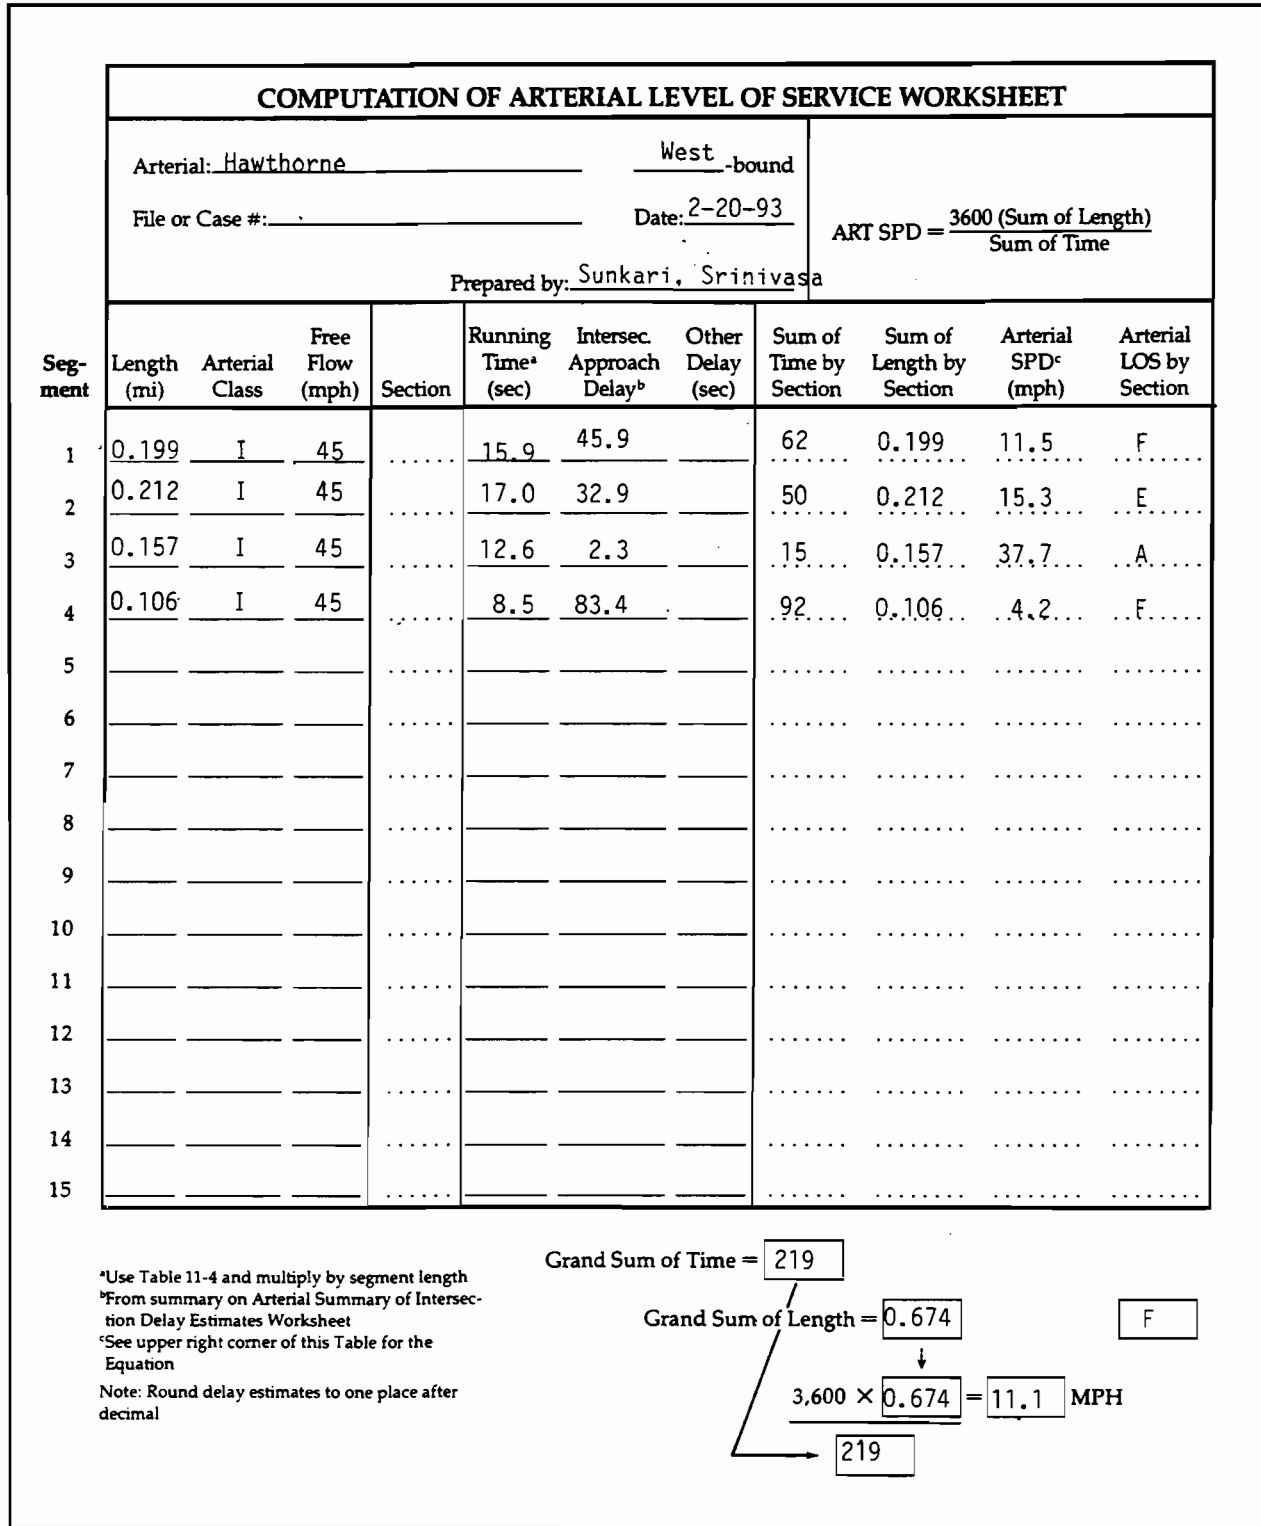 COMPUTATION OF ARTERIAL LEVEL OF SERVICE WORKSHEET
Arterial: Hawthorne West -bound
File or Case #: Date: 2-20-93
ART SPD = 3600 (Sum of Length) / Sum of Time
Prepared by: Sunkari, Srinivasa
Seg-ment Length (mi) Arterial Class Free Flow (mph) Section Running Timeᵃ (sec) Intersec. Approach Delayᵇ Other Delay (sec) Sum of Time by Section Sum of Length by Section Arterial SPDᶜ (mph) Arterial LOS by Section
1 0.199 I 45 15.9 45.9 62 0.199 11.5 F
2 0.212 I 45 17.0 32.9 50 0.212 15.3 E
3 0.157 I 45 12.6 2.3 15 0.157 37.7 A
4 0.106 I 45 8.5 83.4 92 0.106 4.2 F
5
6
7
8
9
10
11
12
13
14
15
ᵃUse Table 11-4 and multiply by segment length
ᵇFrom summary on Arterial Summary of Intersec-
tion Delay Estimates Worksheet
ᶜSee upper right corner of this Table for the
Equation
Note: Round delay estimates to one place after
decimal
Grand Sum of Time = 219
Grand Sum of Length = 0.674 F
3,600 × 0.674 = 11.1 MPH
219